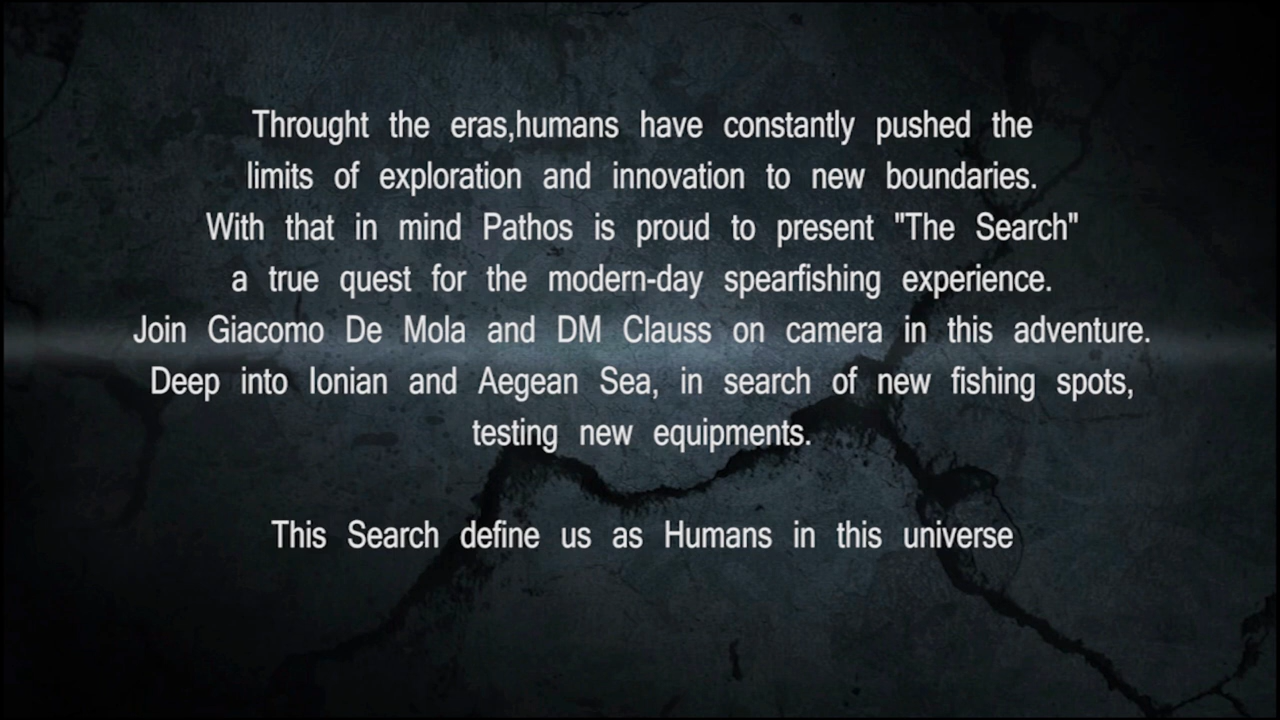 Throught the eras,humans have constantly pushed the
limits of exploration and innovation to new boundaries.
With that in mind Pathos is proud to present "The Search"
a true quest for the modern-day spearfishing experience.
Join Giacomo De Mola and DM Clauss on camera in this adventure.
Deep into Ionian and Aegean Sea, in search of new fishing spots,
testing new equipments.
This Search define us as Humans in this universe